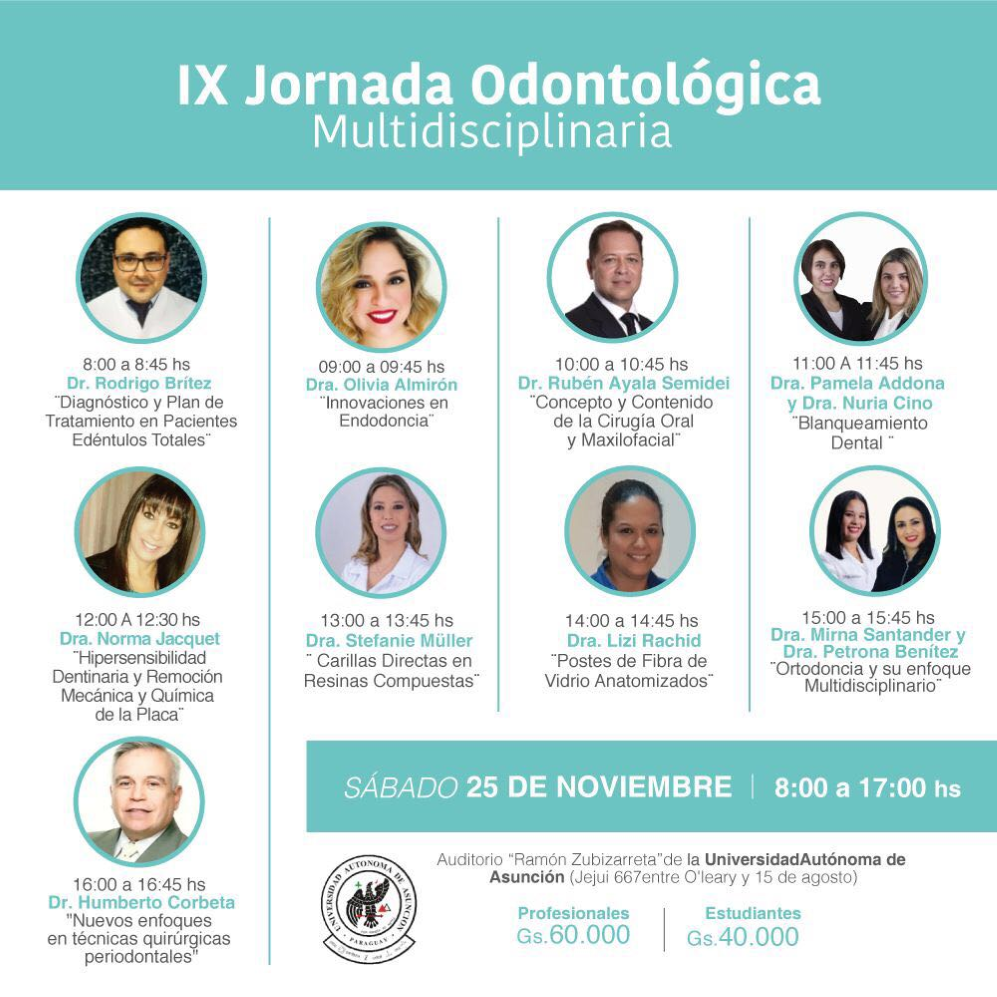 IX Jornada Odontológica
Multidisciplinaria
8:00 a 8:45 hs
Dr. Rodrigo Brítez
¨Diagnóstico y Plan de
Tratamiento en Pacientes
Edéntulos Totales¨
09:00 a 09:45 hs
Dra. Olivia Almirón
¨Innovaciones en
Endodoncia¨
10:00 a 10:45 hs
Dr. Rubén Ayala Semidei
¨Concepto y Contenido
de la Cirugía Oral
y Maxilofacial¨
11:00 A 11:45 hs
Dra. Pamela Addona
y Dra. Nuria Cino
¨Blanqueamiento
Dental ¨
12:00 A 12:30 hs
Dra. Norma Jacquet
¨Hipersensibilidad
Dentinaria y Remoción
Mecánica y Química
de la Placa¨
13:00 a 13:45 hs
Dra. Stefanie Müller
¨ Carillas Directas en
Resinas Compuestas¨
14:00 a 14:45 hs
Dra. Lizi Rachid
¨Postes de Fibra de
Vidrio Anatomizados¨
15:00 a 15:45 hs
Dra. Mirna Santander y
Dra. Petrona Benítez
¨Ortodoncia y su enfoque
Multidisciplinario¨
16:00 a 16:45 hs
Dr. Humberto Corbeta
"Nuevos enfoques
en técnicas quirúrgicas
periodontales"
SÁBADO 25 DE NOVIEMBRE | 8:00 a 17:00 hs
UNIVERSIDAD AUTONOMA DE ASUNCION
PARAGUAY
Auditorio “Ramón Zubizarreta”de la UniversidadAutónoma de
Asunción (Jejui 667entre O'leary y 15 de agosto)
Profesionales
Gs.60.000
Estudiantes
Gs.40.000